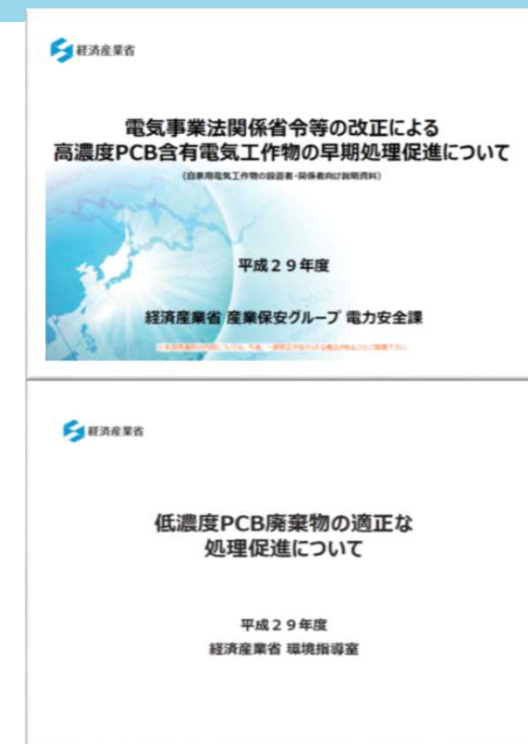 経済産業省
電気事業法関係省令等の改正による
高濃度PCB含有電気工作物の早期処理促進について
(自家用電気工作物の設置者・関係者向け説明資料)
平成29年度
経済産業省 産業保安グループ 電力安全課
経済産業省
低濃度PCB廃棄物の適正な
処理促進について
平成29年度
経済産業省 環境指導室